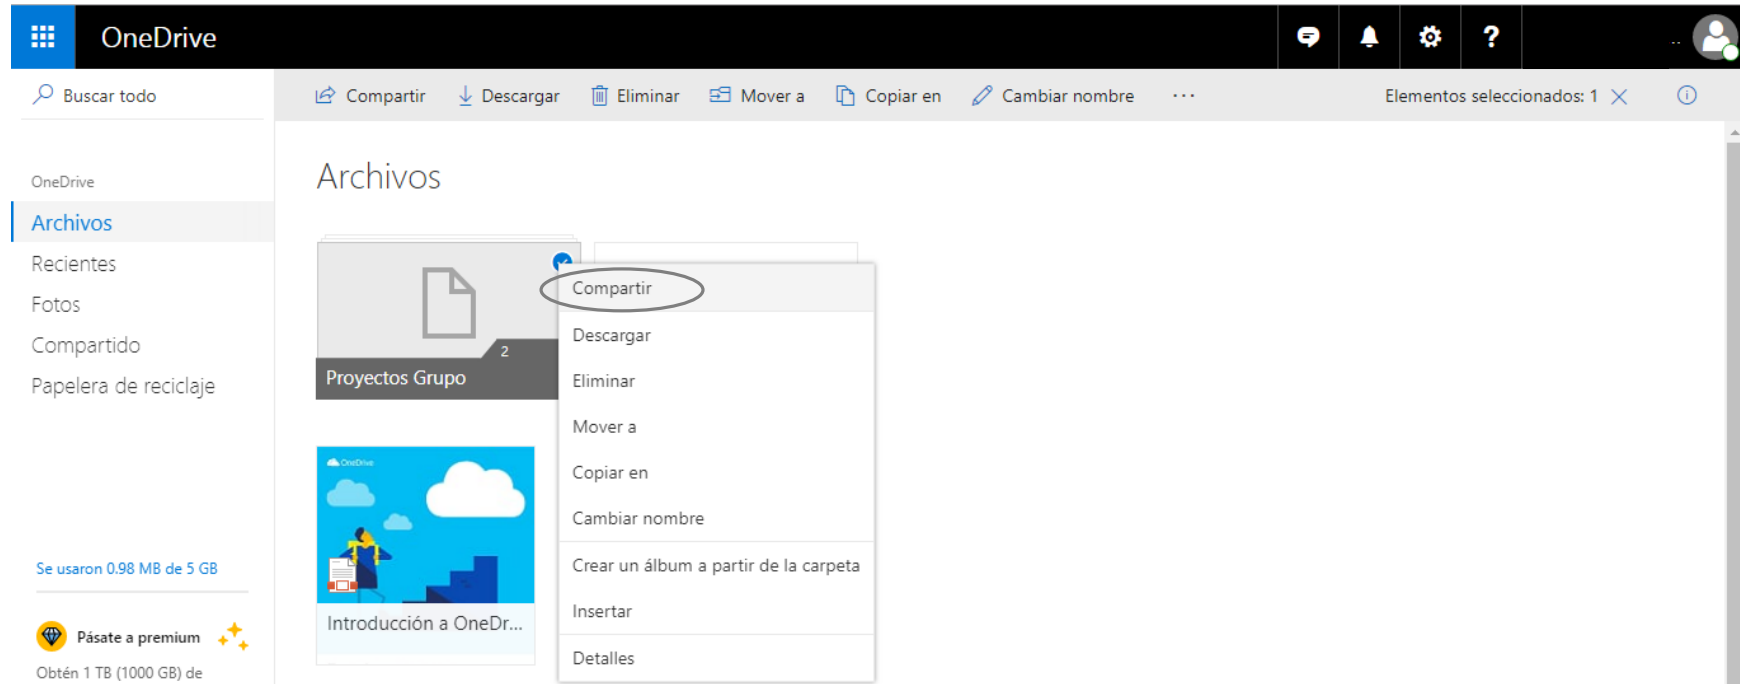 OneDrive
?
..
Buscar todo
Compartir
Descargar
Eliminar
Mover a
Copiar en
Cambiar nombre
...
Elementos seleccionados: 1
OneDrive
Archivos
Recientes
Fotos
Compartido
Papelera de reciclaje
Se usaron 0.98 MB de 5 GB
Pásate a premium
Obtén 1 TB (1000 GB) de
Archivos
2
Proyectos Grupo
OneDrive
Introducción a OneDr...
Compartir
Descargar
Eliminar
Mover a
Copiar en
Cambiar nombre
Crear un álbum a partir de la carpeta
Insertar
Detalles